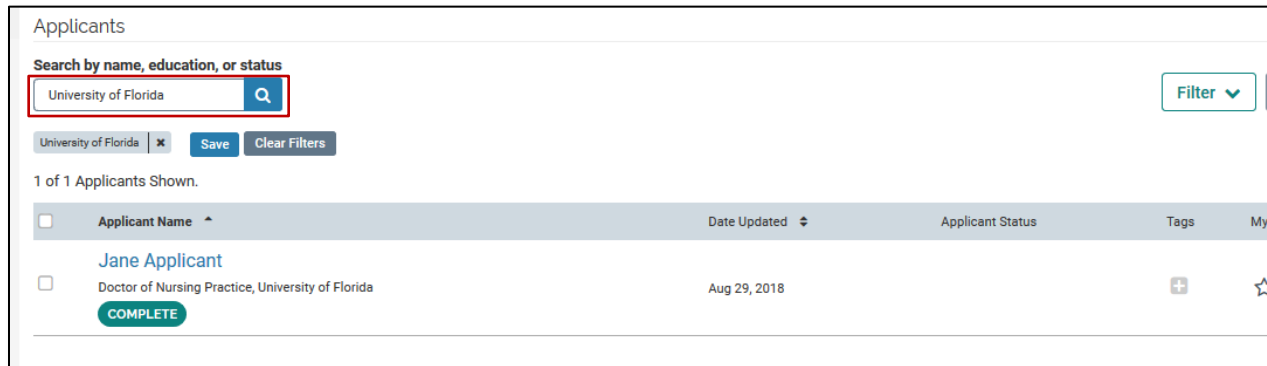 Applicants
Search by name, education, or status
University of Florida
Filter
University of Florida
Save
Clear Filters
1 of 1 Applicants Shown.
Applicant Name Date Updated Applicant Status Tags My
Jane Applicant
Doctor of Nursing Practice, University of Florida
Aug 29, 2018
COMPLETE